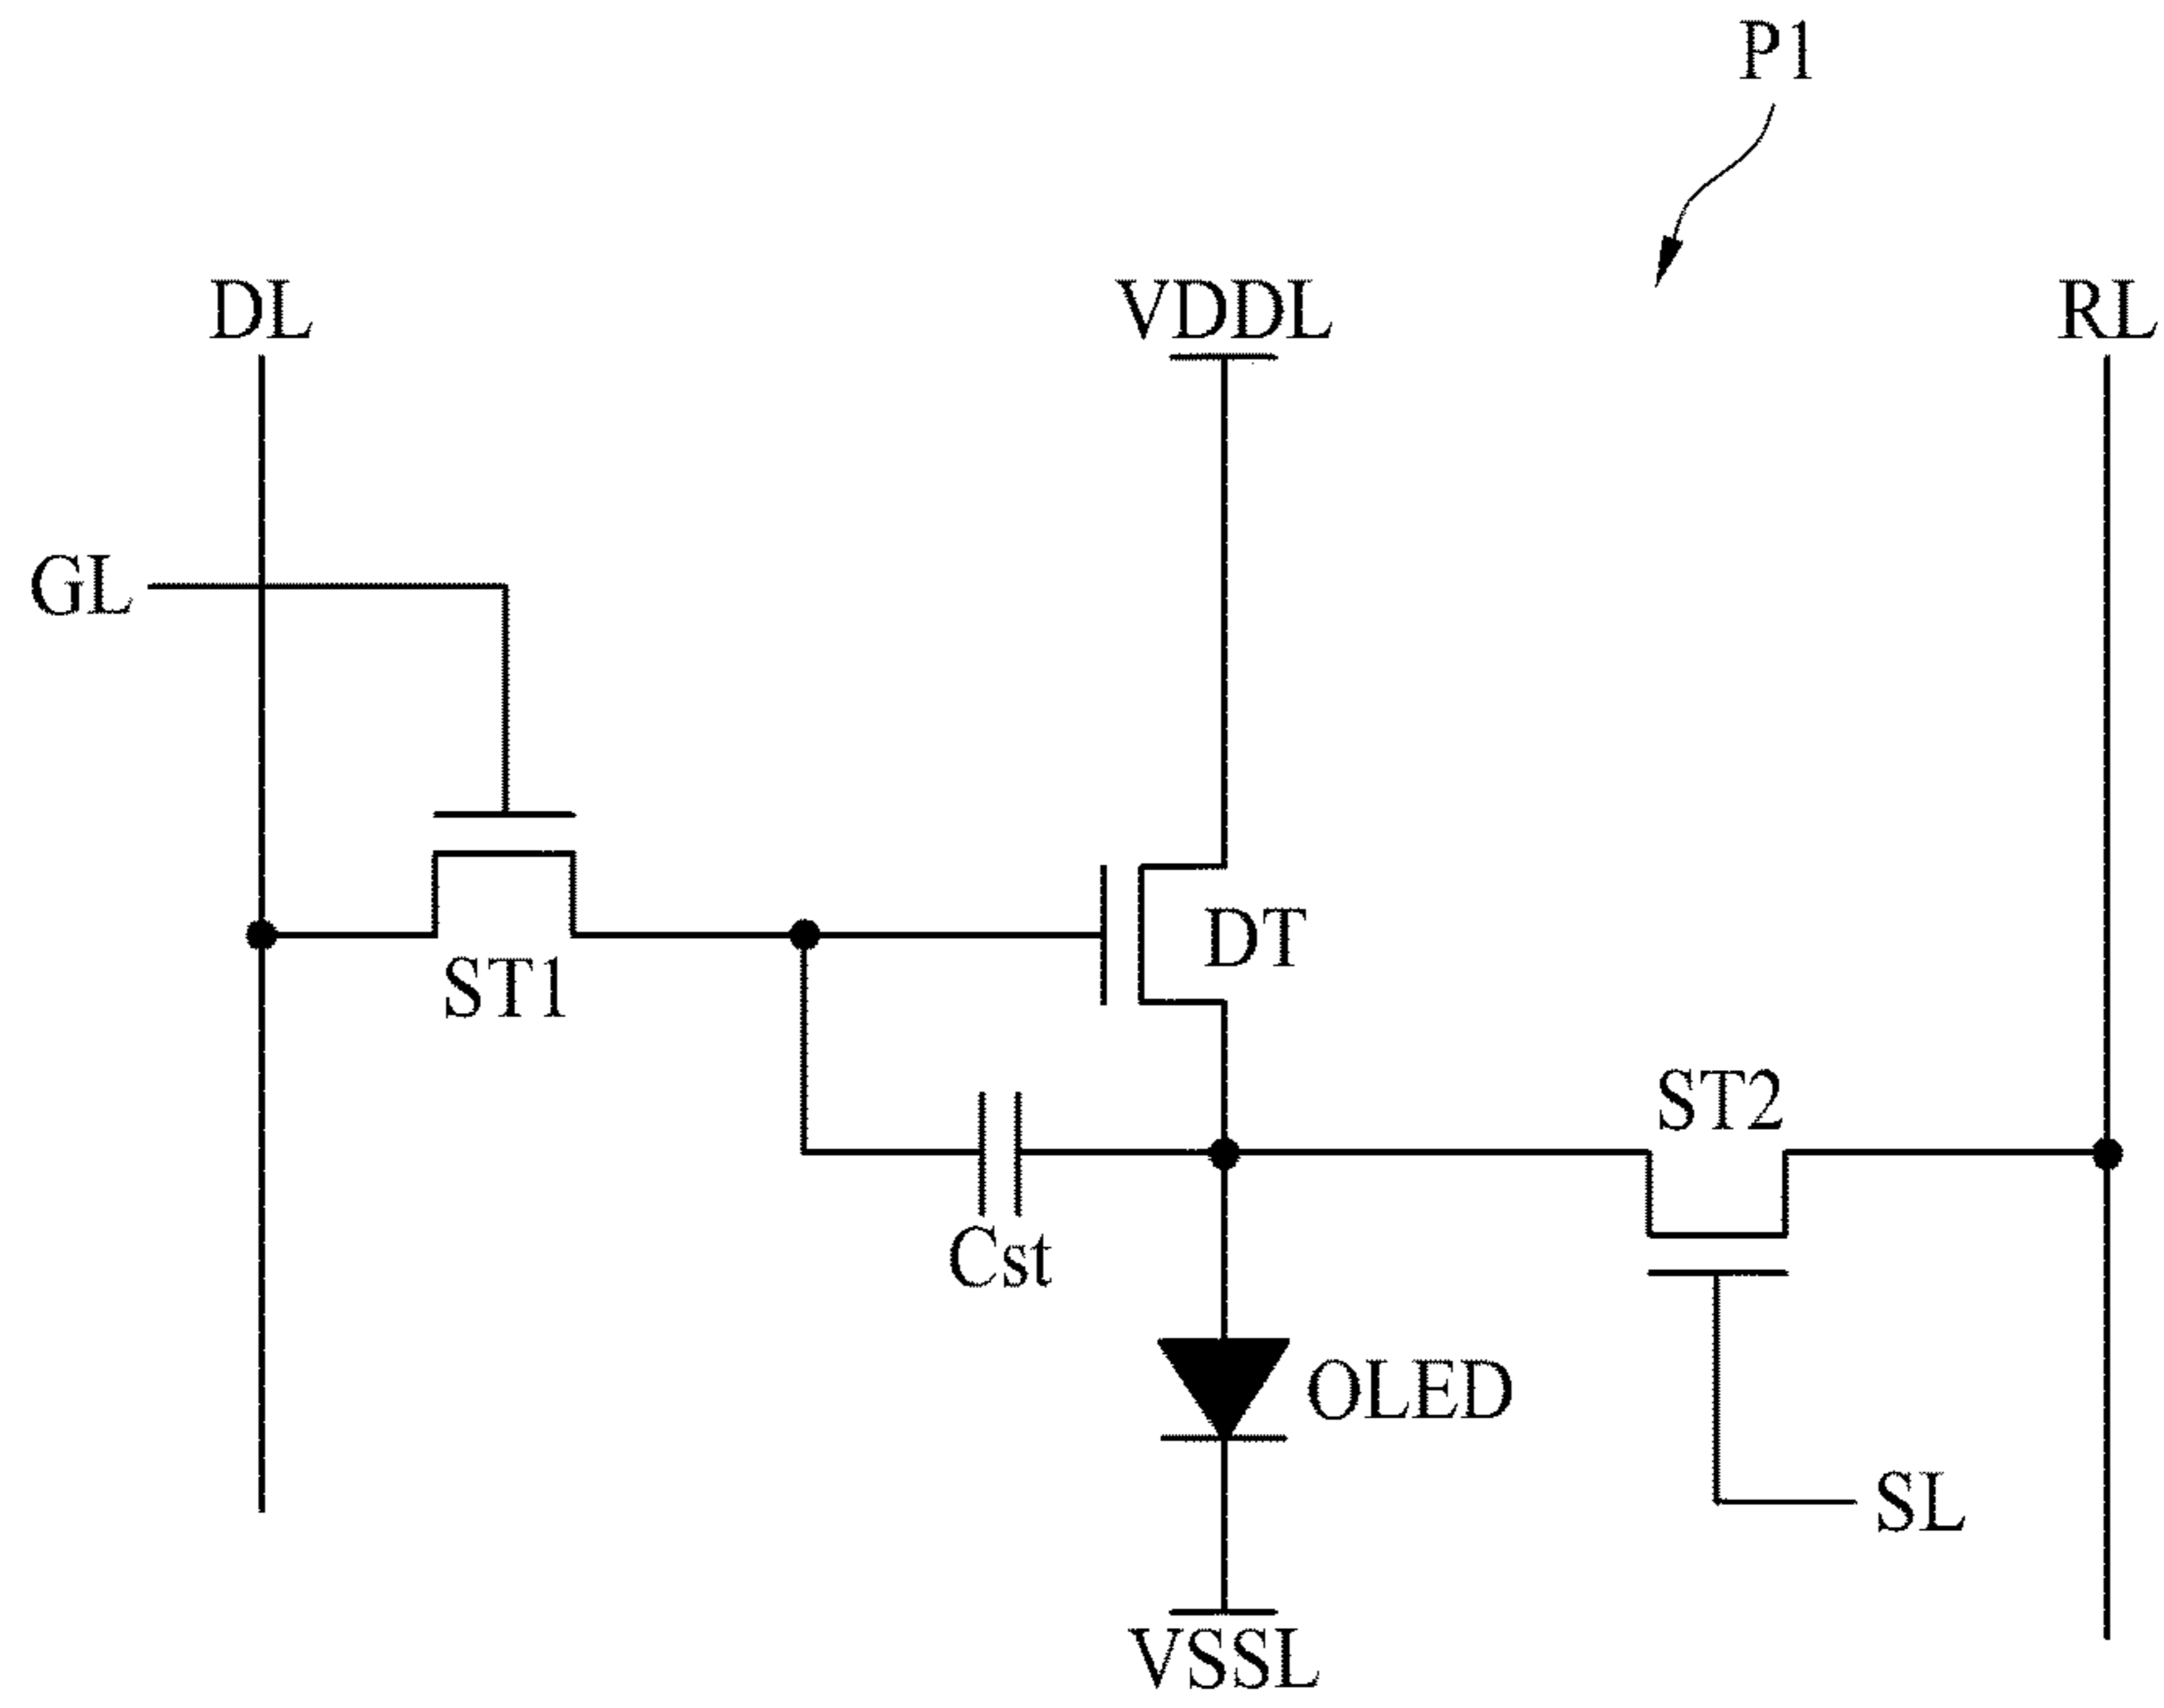 P1
DL
VDDL
RL
GL
DT
ST1
ST2
Cst
OLED
SL
VSSL